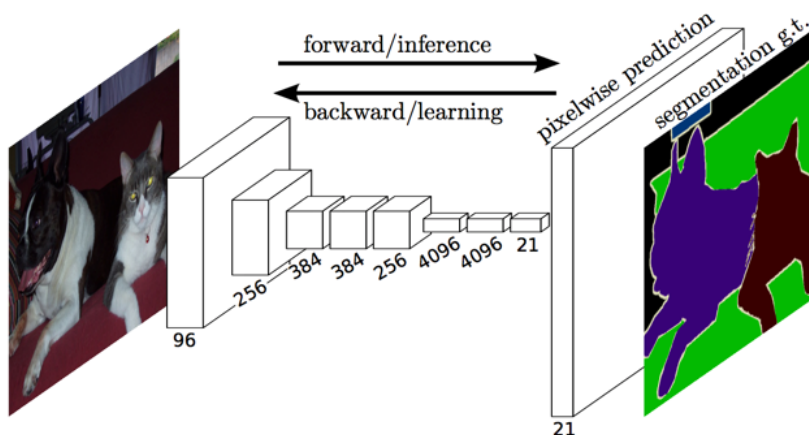 forward/inference
backward/learning
pixelwise prediction
segmentation g.t.
96
256
384
384
256
4096
4096
21
21